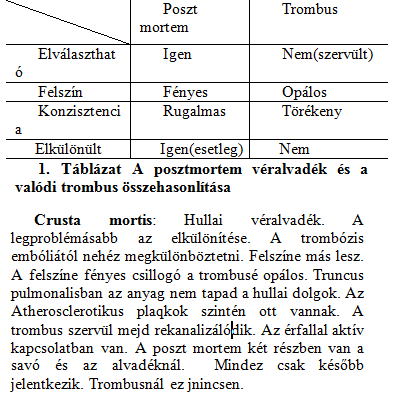 Poszt Trombus
mortem
Elválaszthat Igen Nem(szervült)
ó
Felszín Fényes Opálos
Konzisztenci Rugalmas Törékeny
a
Elkülönült Igen(esetleg) Nem
1. Táblázat A posztmortem véralvadék és a
valódi trombus összehasonlítása
Crusta mortis: Hullai véralvadék. A
legproblémásabb az elkülönítése. A trombózis
embóliától nehéz megkülönböztetni. Felszíne más lesz.
A felszíne fényes csillogó a trombusé opálos. Truncus
pulmonalisban az anyag nem tapad a hullai dolgok. Az
Atherosclerotikus plaqkok szintén ott vannak. A
trombus szervül mejd rekanalizálódik. Az érfallal aktív
kapcsolatban van. A poszt mortem két részben van a
savó és az alvadéknál. Mindez csak később
jelentkezik. Trombusnál ez jnincsen.